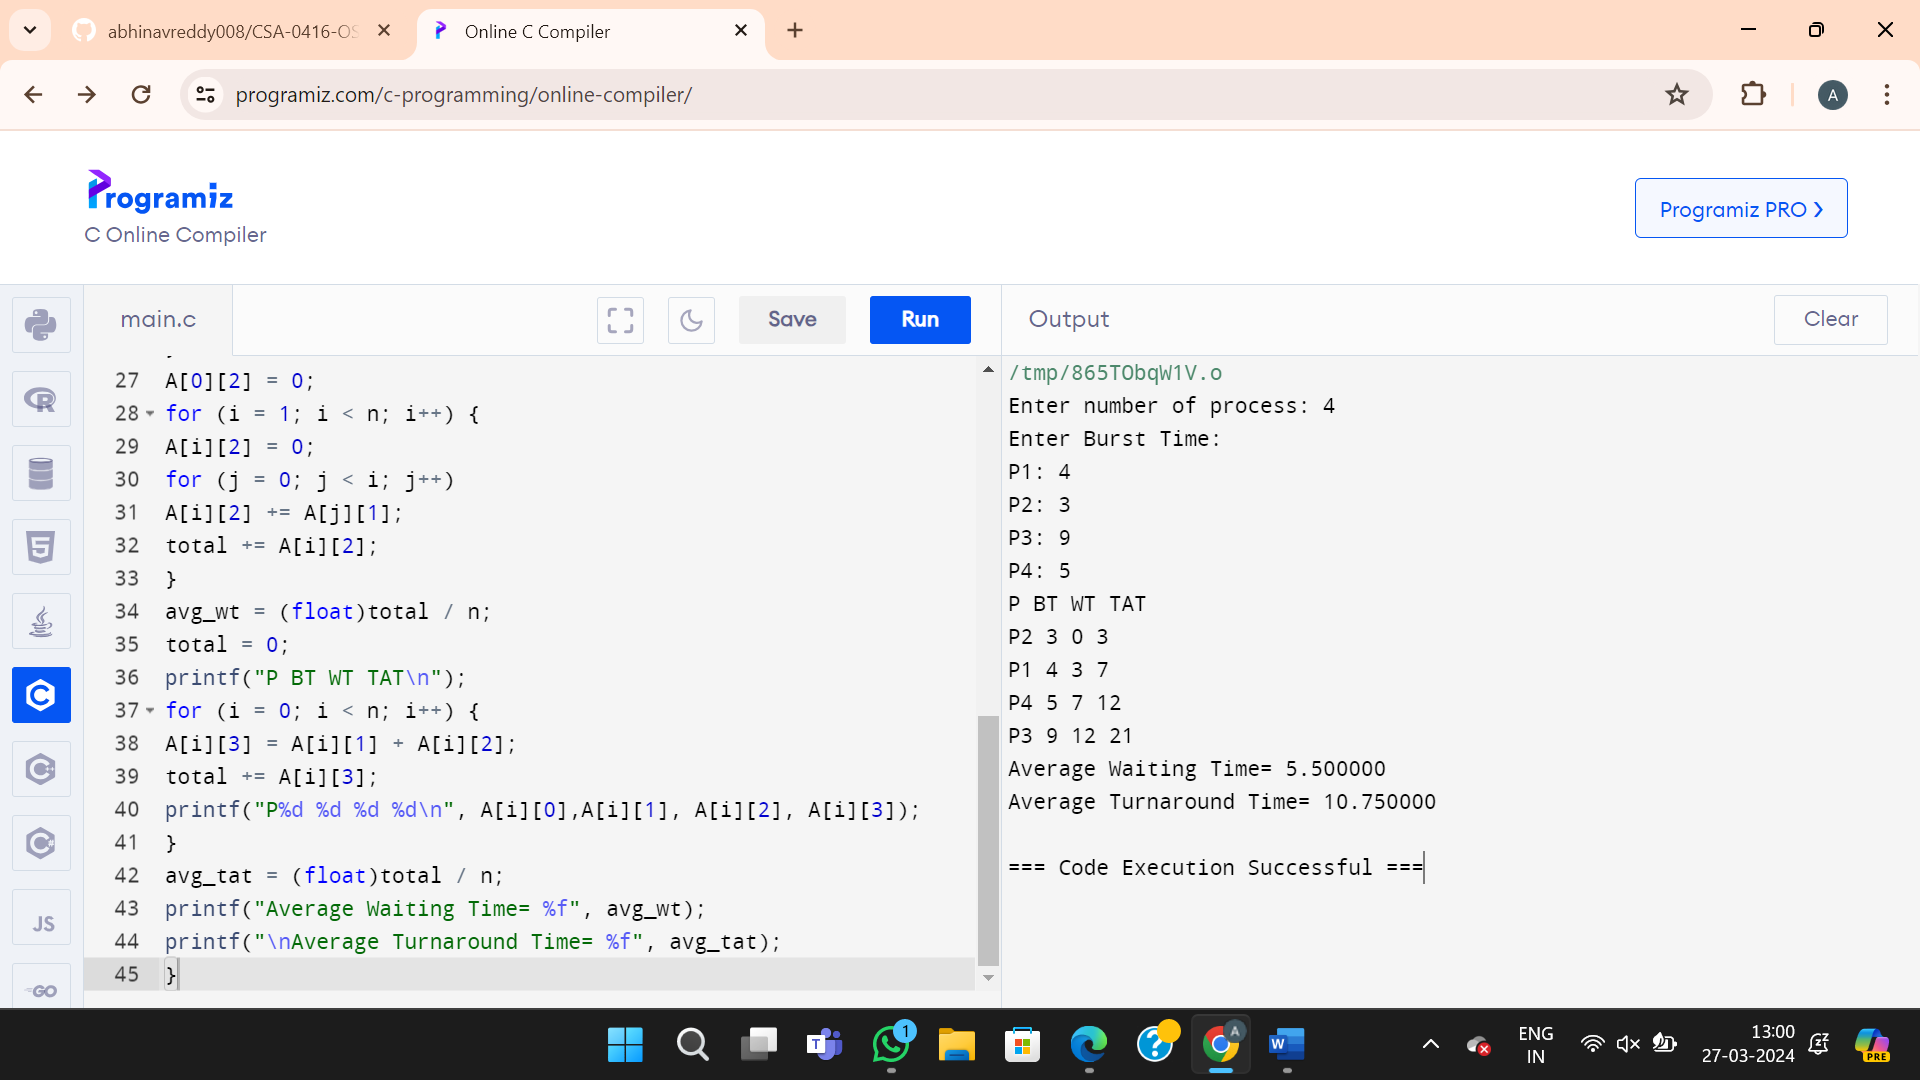 abhinavreddy008/CSA-0416-OS
Online C Compiler
programiz.com/c-programming/online-compiler/
A
Programiz
C Online Compiler
Programiz PRO ❯
main.c
Save
Run
Output
Clear
27 A[0][2] = 0;
28 for (i = 1; i < n; i++) {
29 A[i][2] = 0;
30 for (j = 0; j < i; j++)
31 A[i][2] += A[j][1];
32 total += A[i][2];
33 }
34 avg_wt = (float)total / n;
35 total = 0;
36 printf("P BT WT TAT\n");
37 for (i = 0; i < n; i++) {
38 A[i][3] = A[i][1] + A[i][2];
39 total += A[i][3];
40 printf("P%d %d %d %d\n", A[i][0],A[i][1], A[i][2], A[i][3]);
41 }
42 avg_tat = (float)total / n;
43 printf("Average Waiting Time= %f", avg_wt);
44 printf("\nAverage Turnaround Time= %f", avg_tat);
45 }
/tmp/865TObqW1V.o
Enter number of process: 4
Enter Burst Time:
P1: 4
P2: 3
P3: 9
P4: 5
P BT WT TAT
P2 3 0 3
P1 4 3 7
P4 5 7 12
P3 9 12 21
Average Waiting Time= 5.500000
Average Turnaround Time= 10.750000
=== Code Execution Successful ===
JS
GO
1
A
ENG
IN
13:00
27-03-2024
PRE